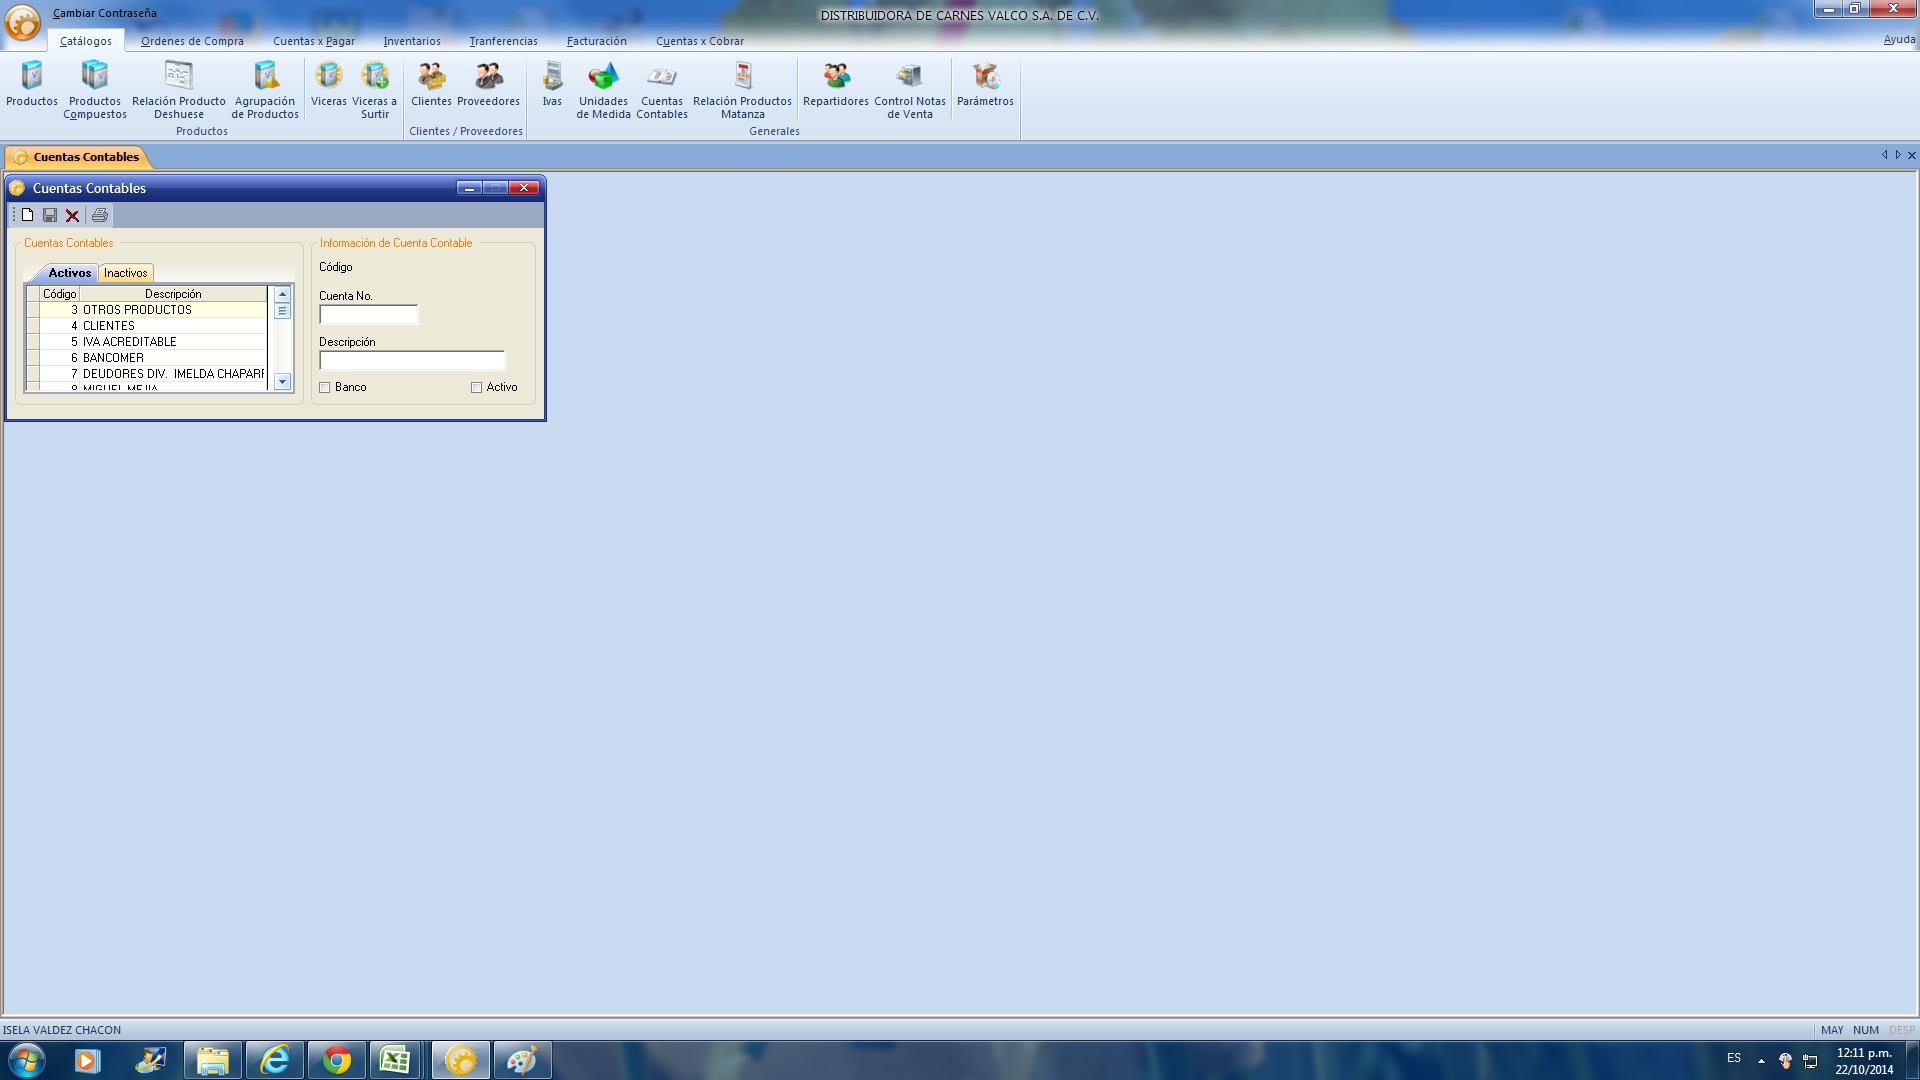 Cambiar Contraseña
DISTRIBUIDORA DE CARNES VALCO S.A. DE C.V.
Catálogos Ordenes de Compra Cuentas x Pagar Inventarios Tranferencias Facturación Cuentas x Cobrar Ayuda
Productos
Productos Compuestos
Relación Producto Deshuese
Agrupación de Productos
Viceras
Viceras a Surtir
Clientes
Proveedores
Ivas
Unidades de Medida
Cuentas Contables
Relación Productos Matanza
Repartidores
Control Notas de Venta
Parámetros
Productos Clientes / Proveedores Generales
Cuentas Contables
Cuentas Contables
Cuentas Contables
Activos Inactivos
Código Descripción
3 OTROS PRODUCTOS
4 CLIENTES
5 IVA ACREDITABLE
6 BANCOMER
7 DEUDORES DIV. IMELDA CHAPARR
8 MIGUEL MEJIA
Información de Cuenta Contable
Código
Cuenta No.
Descripción
Banco Activo
ISELA VALDEZ CHACON
MAY NUM DESP
ES
12:11 p.m.
22/10/2014